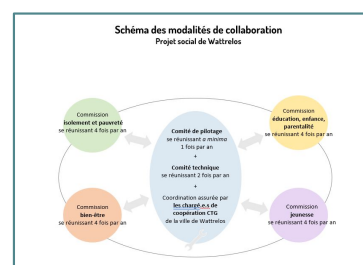 Schéma des modalités de collaboration
Projet social de Wattrelos
Commission
isolement et pauvreté
se réunissant 4 fois par an
Commission
éducation, enfance,
parentalité
se réunissant 4 fois par an
Comité de pilotage
se réunissant a minima
1 fois par an
+
Comité technique
se réunissant 2 fois par an
+
Coordination assurée par
les chargé.e.s de
coopération CTG
de la ville de Wattrelos
Commission
bien-être
se réunissant 4 fois par an
Commission
jeunesse
se réunissant 4 fois par an